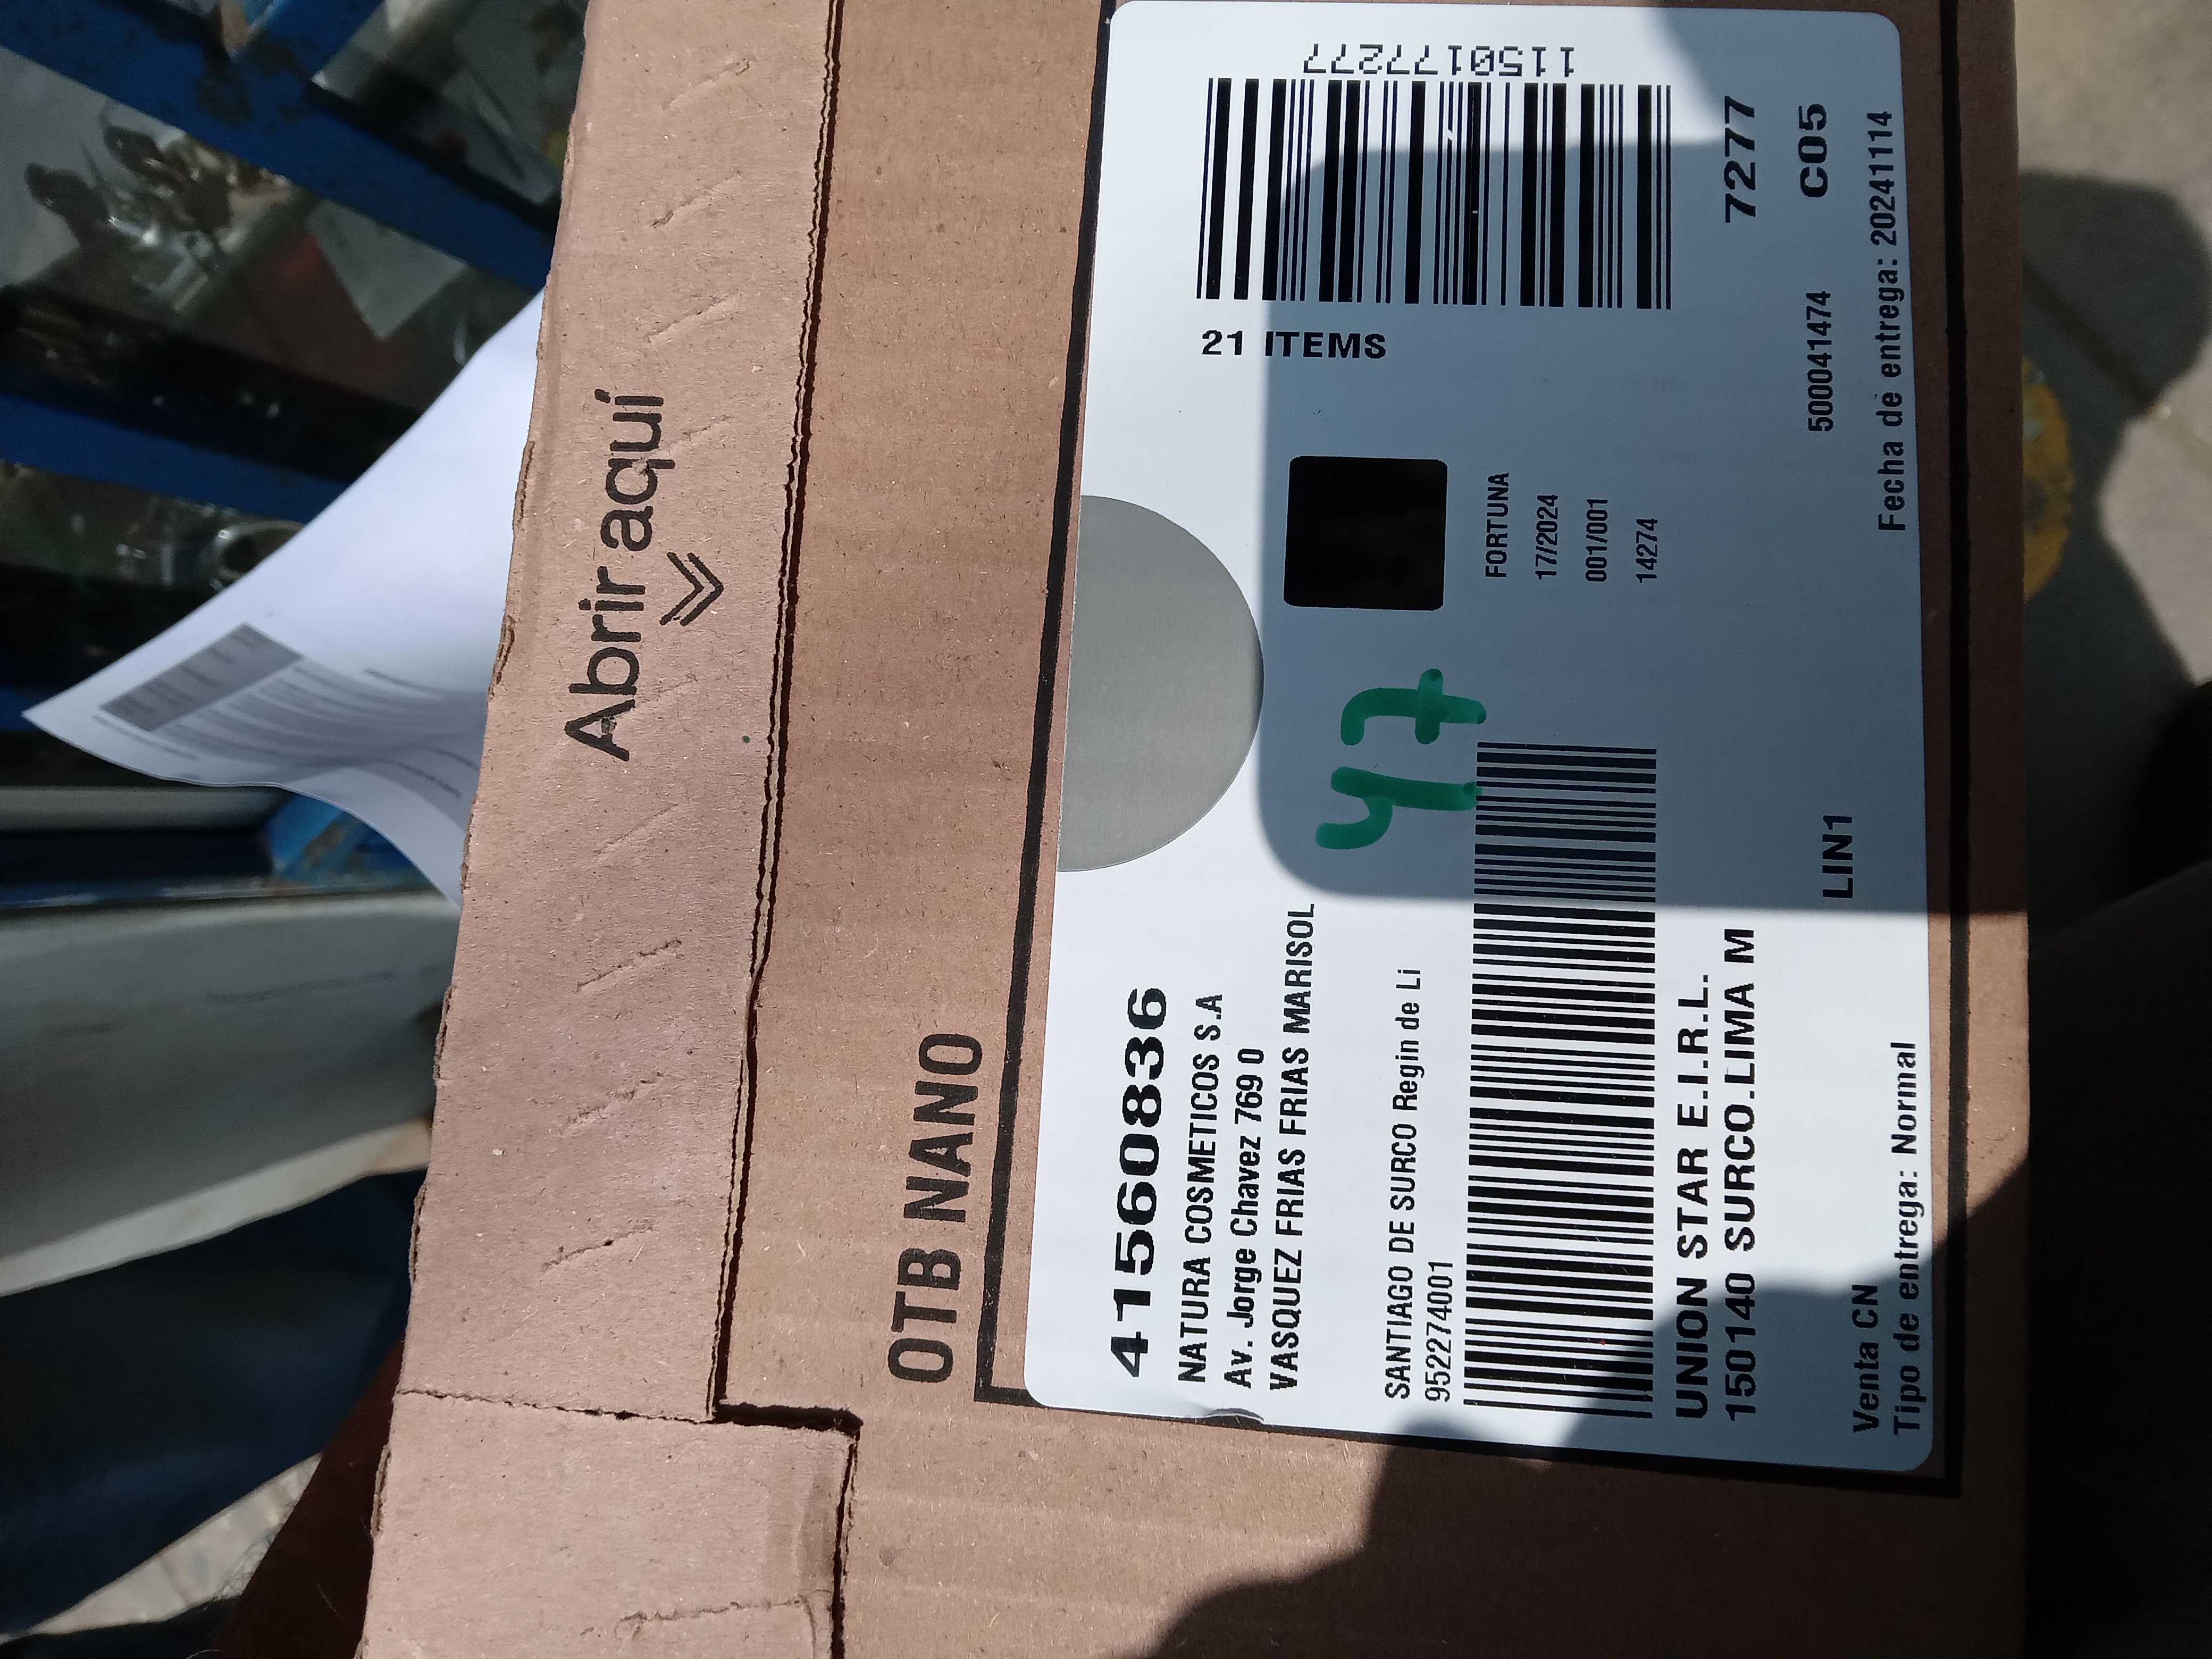 Abrir aquí
OTB NANO
41560836
NATURA COSMETICOS S.A
Av. Jorge Chavez 769 0
VASQUEZ FRIAS FRIAS MARISOL
SANTIAGO DE SURCO Regin de Li
952274001
UNION STAR E.I.R.L.
150140 SURCO.LIMA M
LIN1
Venta CN
Tipo de entrega: Normal
47
FORTUNA
17/2024
001/001
14274
21 ITEMS
1150177277
7277
500041474 C05
Fecha de entrega: 20241114